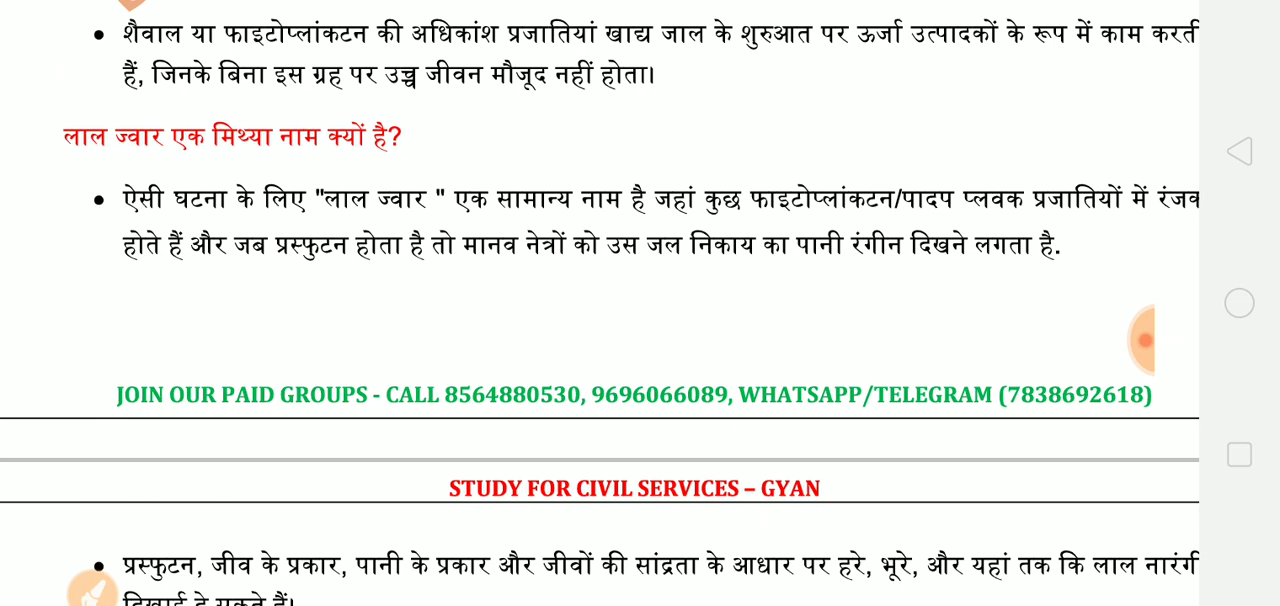 • शैवाल या फाइटोप्लांकटन की अधिकांश प्रजातियां खाद्य जाल के शुरुआत पर ऊर्जा उत्पादकों के रूप में काम करती
हैं, जिनके बिना इस ग्रह पर उच्च जीवन मौजूद नहीं होता।
लाल ज्वार एक मिथ्या नाम क्यों है?
• ऐसी घटना के लिए "लाल ज्वार " एक सामान्य नाम है जहां कुछ फाइटोप्लांकटन/पादप प्लवक प्रजातियों में रंजक
होते हैं और जब प्रस्फुटन होता है तो मानव नेत्रों को उस जल निकाय का पानी रंगीन दिखने लगता है.
JOIN OUR PAID GROUPS - CALL 8564880530, 9696066089, WHATSAPP/TELEGRAM (7838692618)
STUDY FOR CIVIL SERVICES – GYAN
• प्रस्फुटन, जीव के प्रकार, पानी के प्रकार और जीवों की सांद्रता के आधार पर हरे, भूरे, और यहां तक कि लाल नारंगी
दिखाई दे सकते हैं।